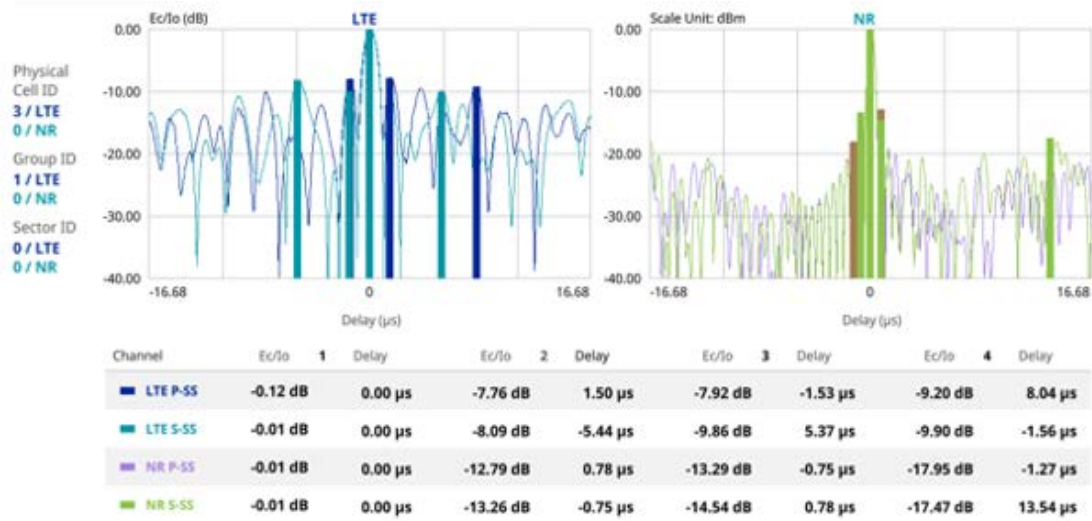 Ec/Io (dB) LTE
0.00
-10.00
-20.00
-30.00
-40.00
-16.68 0 16.68
Delay (µs)
Scale Unit: dBm NR
0.00
-10.00
-20.00
-30.00
-40.00
-16.68 0 16.68
Delay (µs)
Physical
Cell ID
3 / LTE
0 / NR
Group ID
1 / LTE
0 / NR
Sector ID
0 / LTE
0 / NR
Channel Ec/Io 1 Delay Ec/Io 2 Delay Ec/Io 3 Delay Ec/Io 4 Delay
LTE P-SS -0.12 dB 0.00 µs -7.76 dB 1.50 µs -7.92 dB -1.53 µs -9.20 dB 8.04 µs
LTE S-SS -0.01 dB 0.00 µs -8.09 dB -5.44 µs -9.86 dB 5.37 µs -9.90 dB -1.56 µs
NR P-SS -0.01 dB 0.00 µs -12.79 dB 0.78 µs -13.29 dB -0.75 µs -17.95 dB -1.27 µs
NR S-SS -0.01 dB 0.00 µs -13.26 dB -0.75 µs -14.54 dB 0.78 µs -17.47 dB 13.54 µs